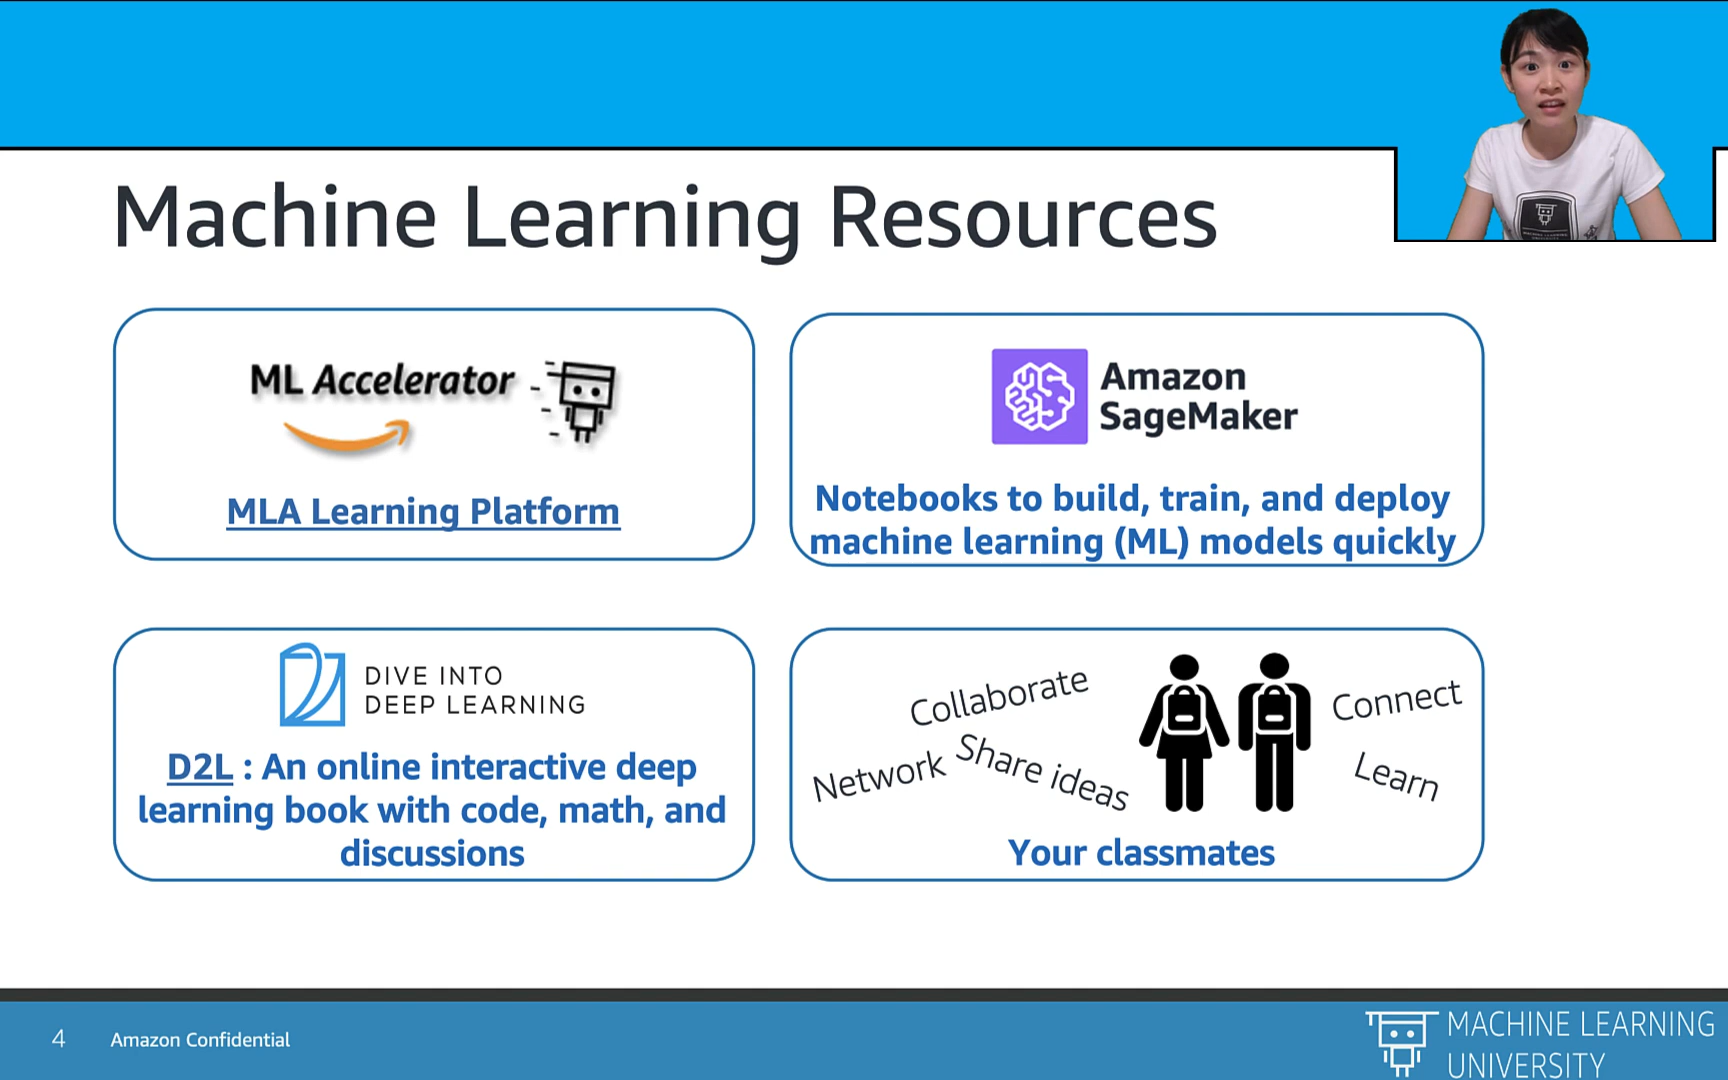 Machine Learning Resources
ML Accelerator
MLA Learning Platform
Amazon
SageMaker
Notebooks to build, train, and deploy
machine learning (ML) models quickly
DIVE INTO
DEEP LEARNING
D2L : An online interactive deep
learning book with code, math, and
discussions
Collaborate
Connect
Network
Share ideas
Learn
Your classmates
4
Amazon Confidential
MACHINE LEARNING
UNIVERSITY